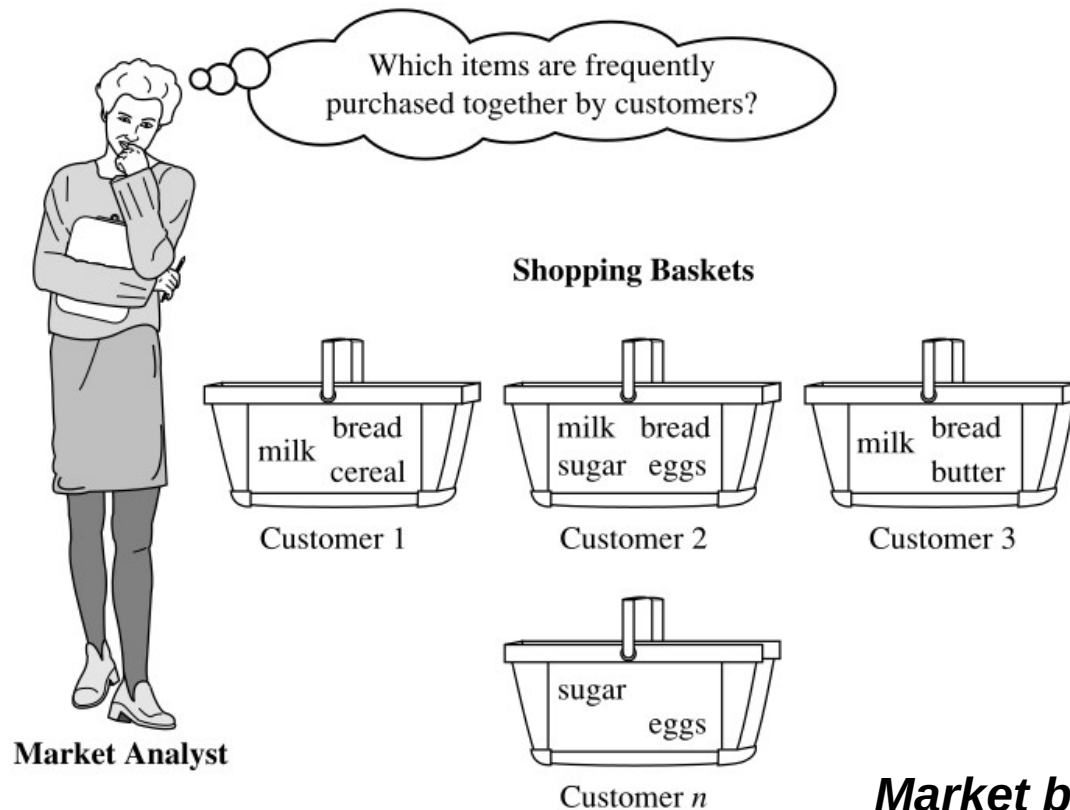 Which items are frequently
purchased together by customers?
Shopping Baskets
milk
bread
cereal
Customer 1
milk bread
sugar eggs
Customer 2
milk
bread
butter
Customer 3
sugar
eggs
Customer n
Market Analyst
Market b